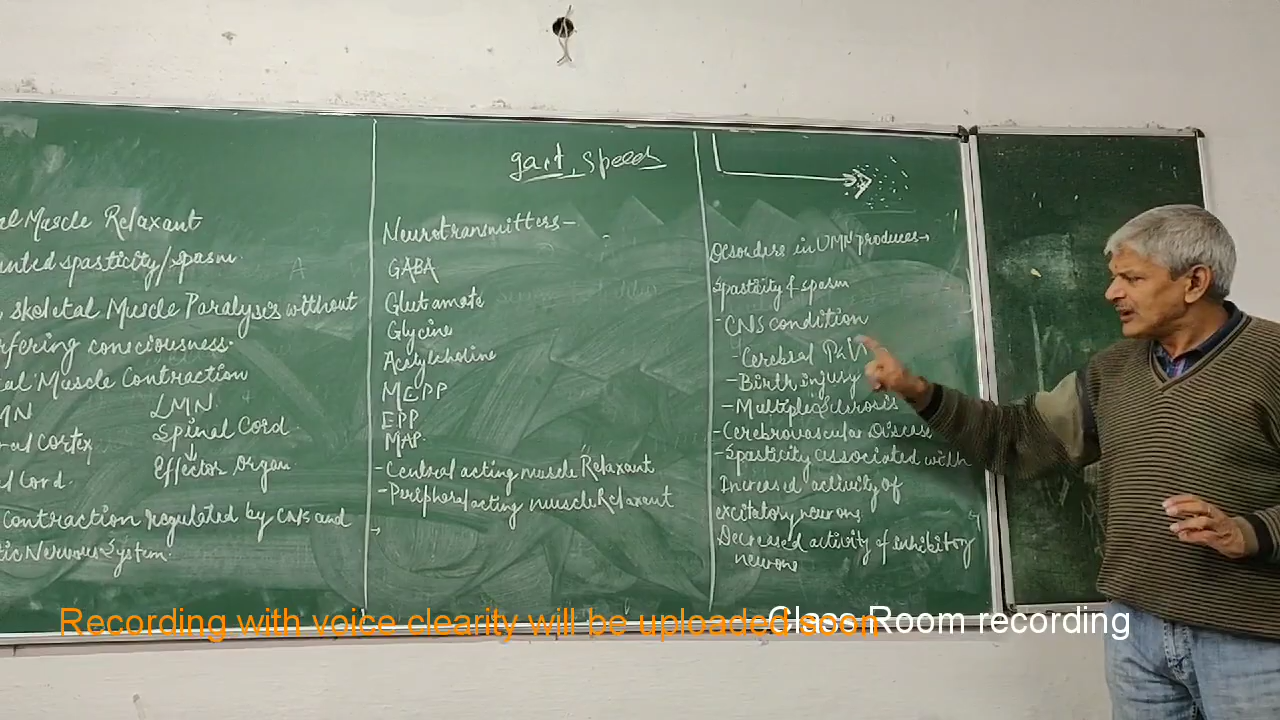 al Muscle Relaxant
unted spasticity/spasm.
skeletal Muscle Paralysis without
rfering consciousness.
al Muscle Contraction
MN LMN
ral Cortex Spinal Cord
al Cord. Effector Organ.
Contraction regulated by CNS and
tic Nervous System.
gait, speech
Neurotransmitters-
GABA
Glutamate
Glycine
Acetylcholine
MEPP
EPP
MAP.
- Central acting muscle Relaxant
- Peripheral acting muscle Relaxant
Disorders in UMN produces→
Spasticity & spasm
- CNS condition
- Cerebral
- Birth injury
- Multiple Sclerosis
- Cerebrovascular Disease
- Spasticity associated with
Increased activity of
excitatory neurons
Decreased activity of inhibitory
neurons
Recording with voice clearity will be uploaded soon
Class Room recording